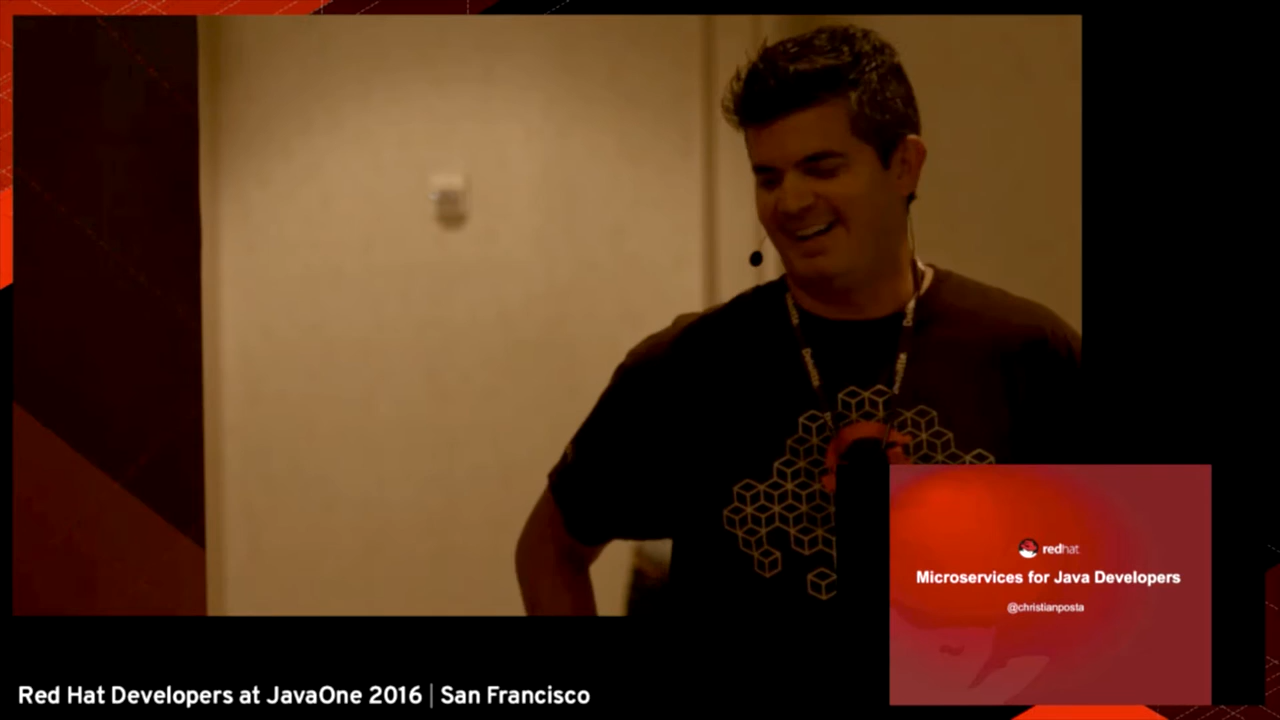 redhat
Microservices for Java Developers
@christianposta
Red Hat Developers at JavaOne 2016 | San Francisco